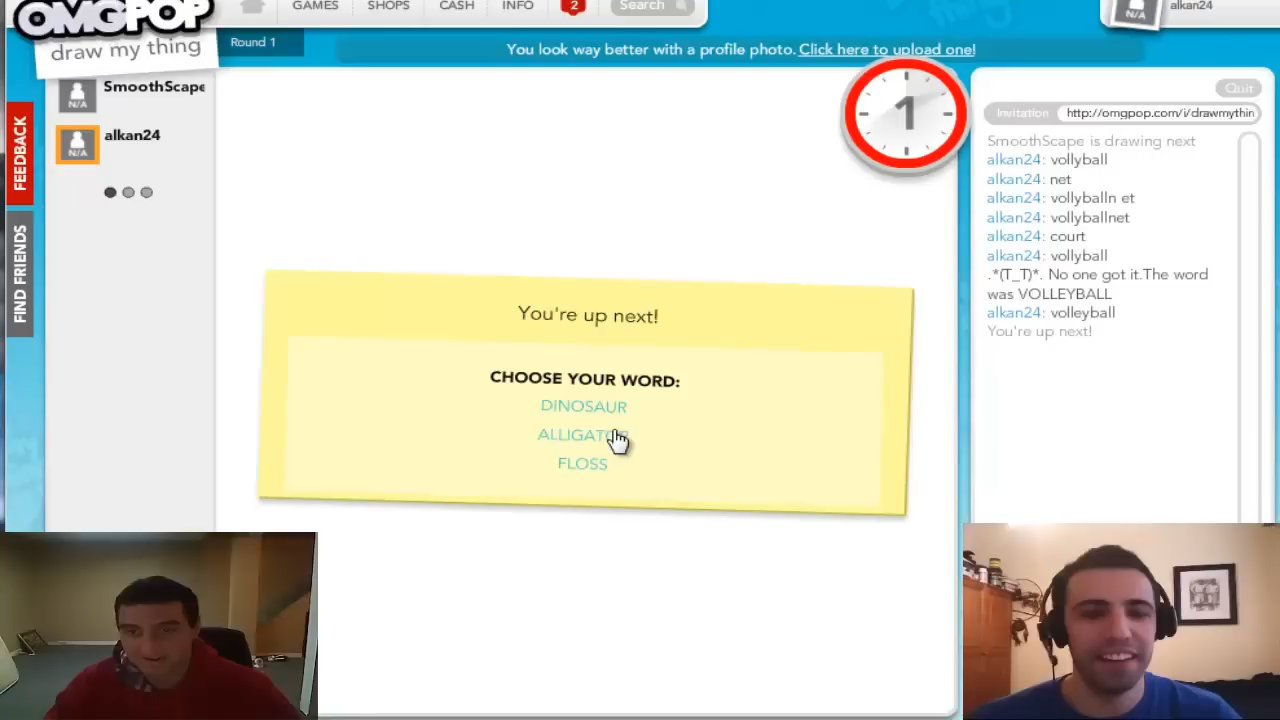 OMGPOP
draw my thing
GAMES
SHOPS
CASH
INFO
2
Search
N/A
alkan24
Round 1
You look way better with a profile photo. Click here to upload one!
FEEDBACK
FIND FRIENDS
N/A
SmoothScape
N/A
alkan24
1
Quit
Invitation
http://omgpop.com/i/drawmythin
SmoothScape is drawing next
alkan24: vollyball
alkan24: net
alkan24: vollyballn et
alkan24: vollyballnet
alkan24: court
alkan24: vollyball
.*(T_T)*. No one got it.The word
was VOLLEYBALL
alkan24: volleyball
You're up next!
You're up next!
CHOOSE YOUR WORD:
DINOSAUR
ALLIGATOR
FLOSS